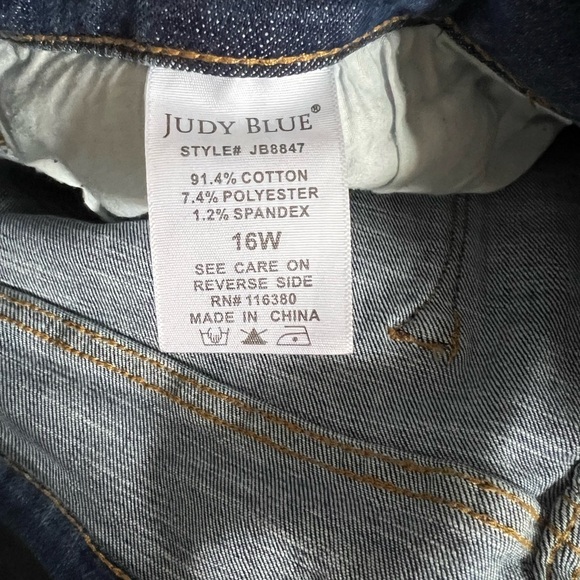 JUDY BLUE®
STYLE# JB8847
91.4% COTTON
7.4% POLYESTER
1.2% SPANDEX
16W
SEE CARE ON
REVERSE SIDE
RN# 116380
MADE IN CHINA